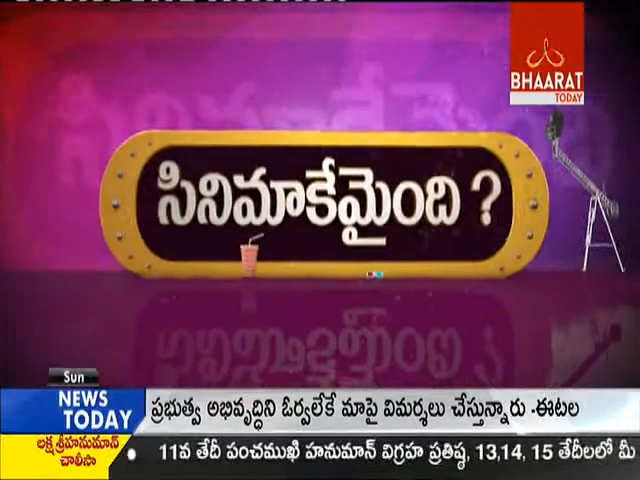 BHAARAT
TODAY
సినిమాకేమైంది ?
Sun
NEWS
TODAY
ప్రభుత్వ అభివృద్ధిని ఓర్వలేకే మాపై విమర్శలు చేస్తున్నారు -ఈటల
లక్ష శ్రీహనుమాన్
చాలీసా
11వ తేదీ పంచముఖి హనుమాన్ విగ్రహ ప్రతిష్ఠ, 13,14, 15 తేదీలలో మీ